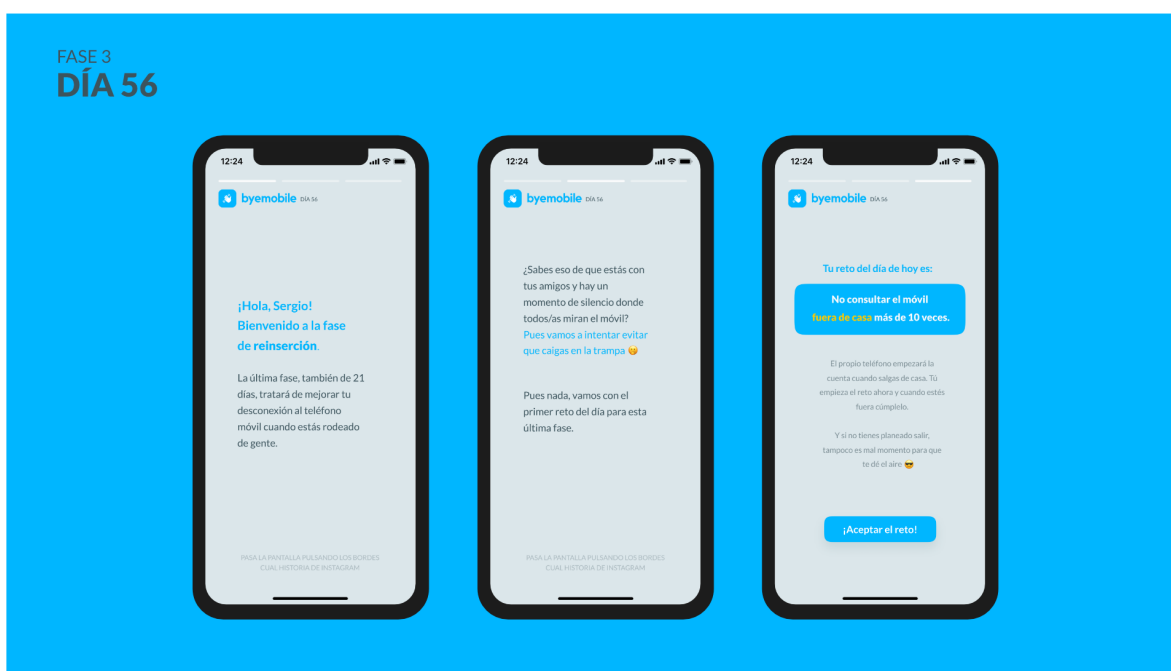 FASE 3
DÍA 56
12:24
byemobile DÍA 56
¡Hola, Sergio!
Bienvenido a la fase
de reinserción.
La última fase, también de 21
días, tratará de mejorar tu
desconexión al teléfono
móvil cuando estás rodeado
de gente.
PASA LA PANTALLA PULSANDO LOS BORDES
CUAL HISTORIA DE INSTAGRAM
12:24
byemobile DÍA 56
¿Sabes eso de que estás con
tus amigos y hay un
momento de silencio donde
todos/as miran el móvil?
Pues vamos a intentar evitar
que caigas en la trampa 🤫
Pues nada, vamos con el
primer reto del día para esta
última fase.
PASA LA PANTALLA PULSANDO LOS BORDES
CUAL HISTORIA DE INSTAGRAM
12:24
byemobile DÍA 56
Tu reto del día de hoy es:
No consultar el móvil
fuera de casa más de 10 veces.
El propio teléfono empezará la
cuenta cuando salgas de casa. Tú
empieza el reto ahora y cuando estés
fuera cúmplelo.
Y si no tienes planeado salir,
tampoco es mal momento para que
te dé el aire 😎
¡Aceptar el reto!